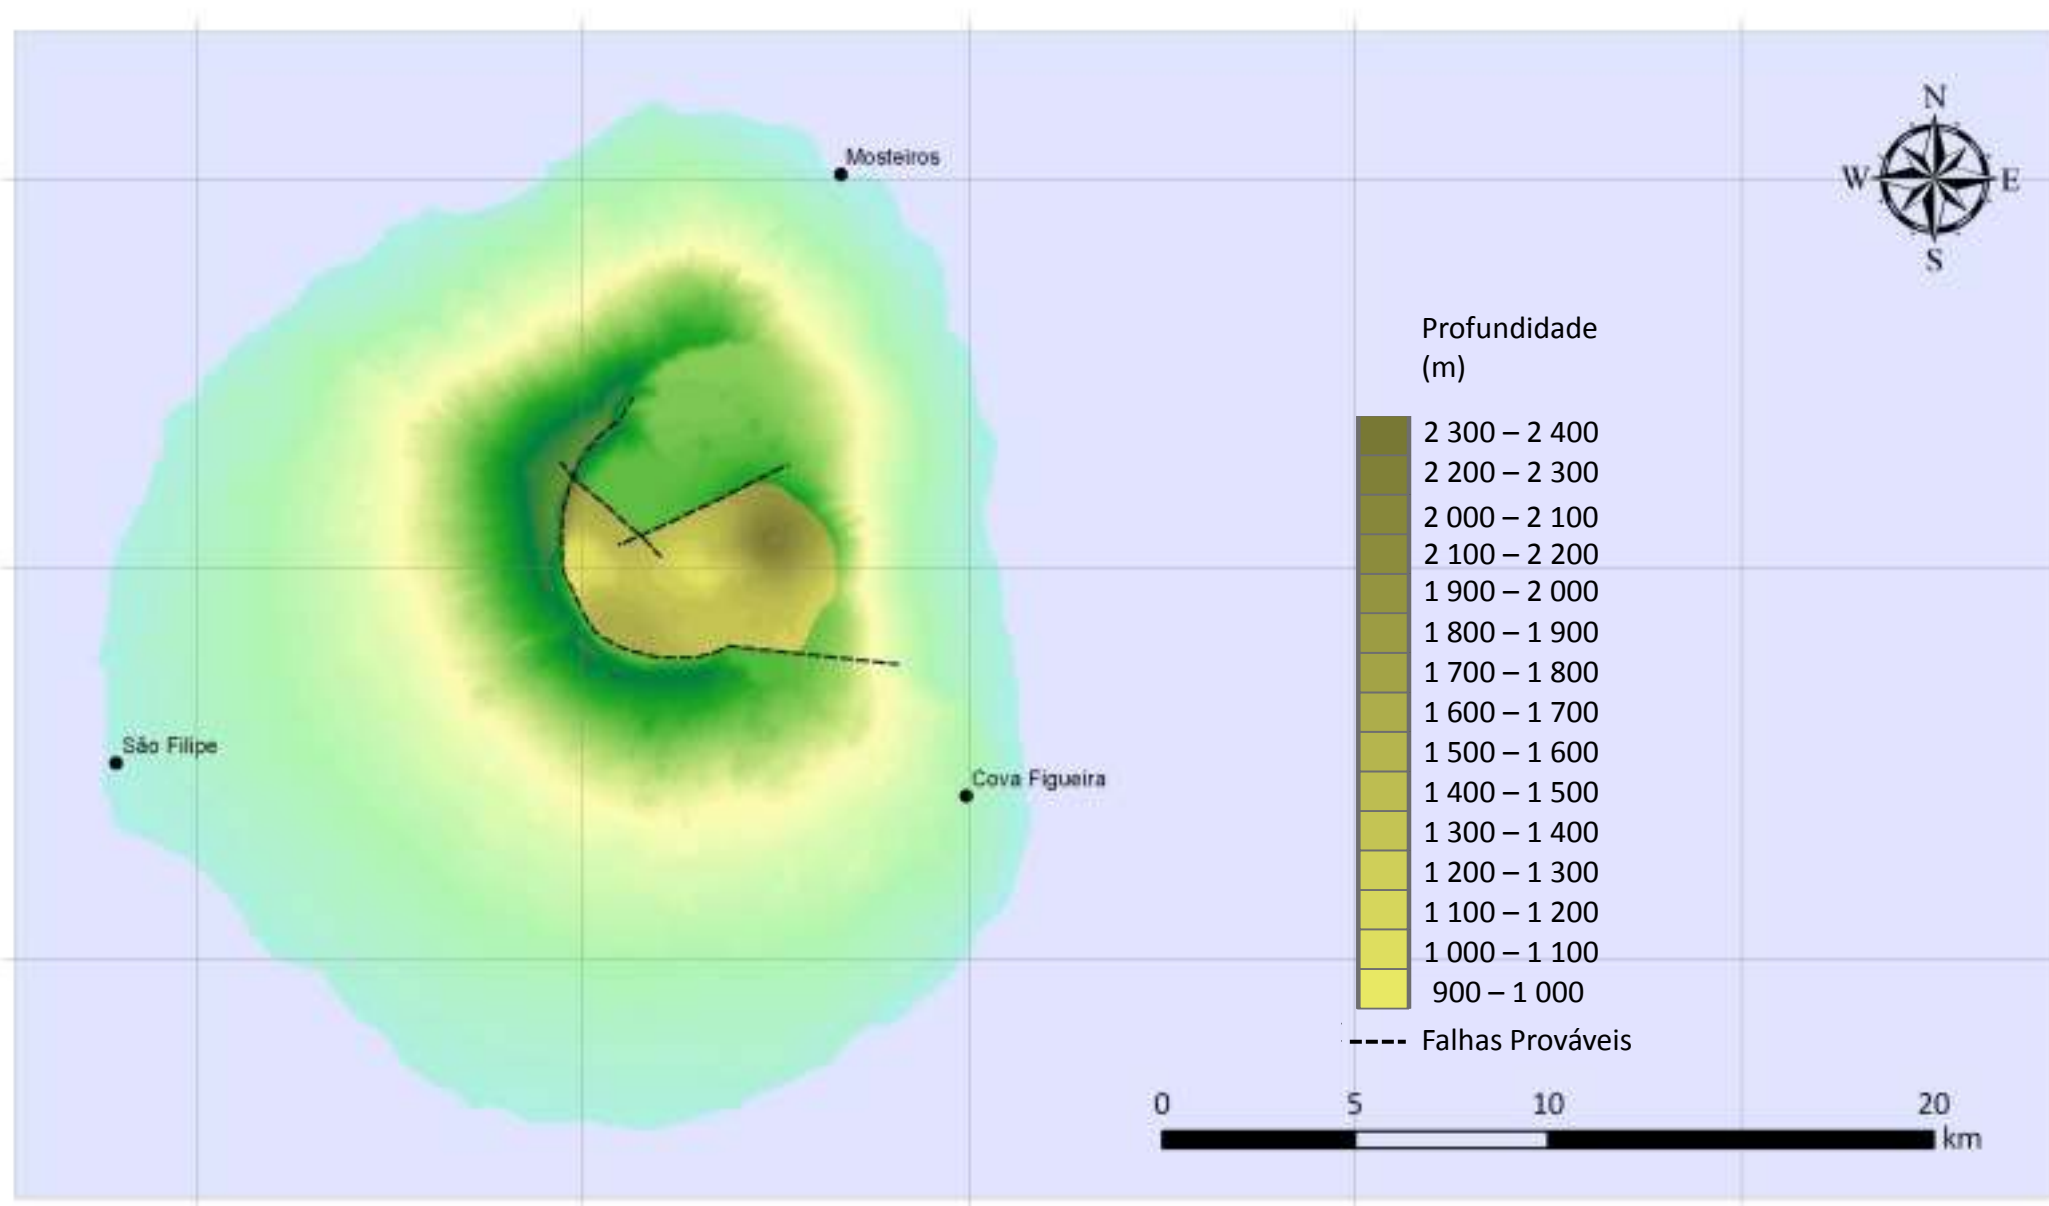 Mosteiros
N
W
E
S
Profundidade
(m)
2 300 – 2 400
2 200 – 2 300
2 000 – 2 100
2 100 – 2 200
1 900 – 2 000
1 800 – 1 900
1 700 – 1 800
1 600 – 1 700
São Filipe
1 500 – 1 600
Cova Figueira
1 400 – 1 500
1 300 – 1 400
1 200 – 1 300
1 100 – 1 200
1 000 – 1 100
900 – 1 000
Falhas Prováveis
0 5 10 20
km